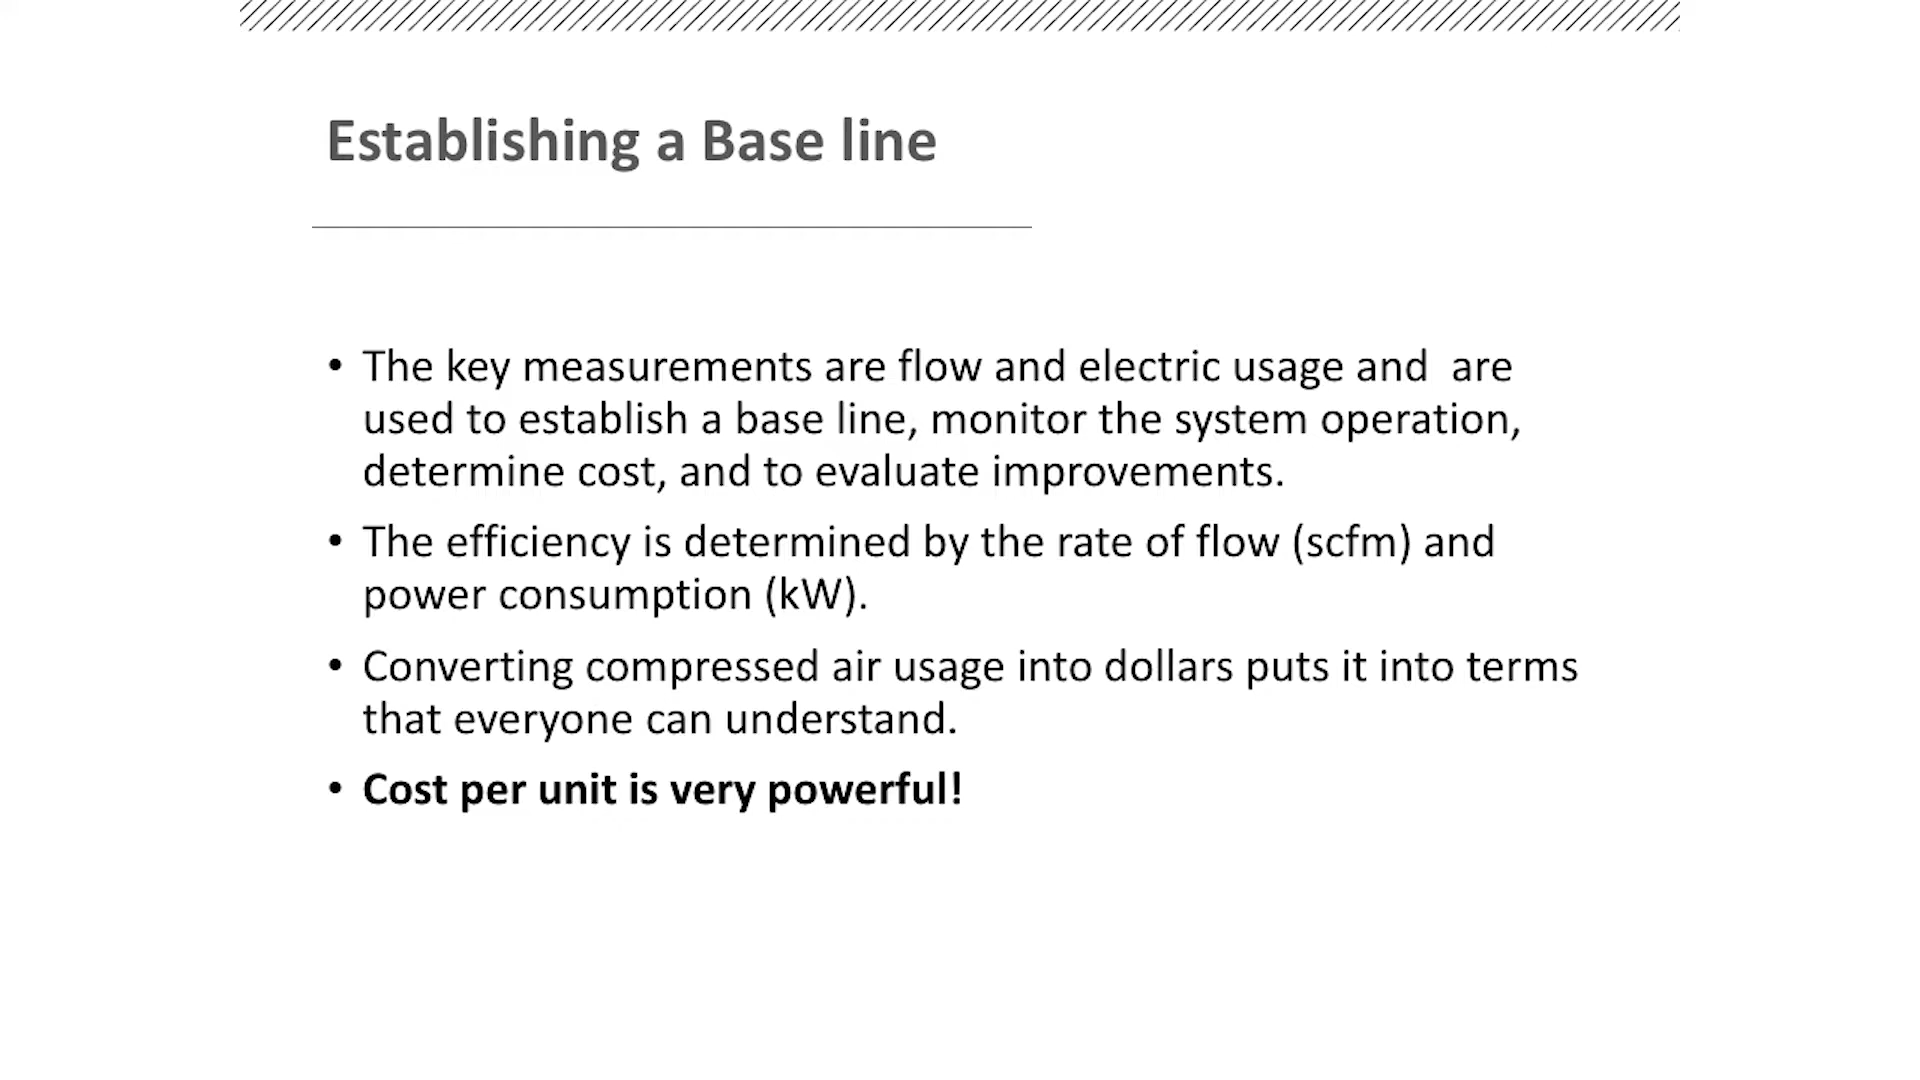 Establishing a Base line
• The key measurements are flow and electric usage and  are
used to establish a base line, monitor the system operation,
determine cost, and to evaluate improvements.
• The efficiency is determined by the rate of flow (scfm) and
power consumption (kW).
• Converting compressed air usage into dollars puts it into terms
that everyone can understand.
• Cost per unit is very powerful!